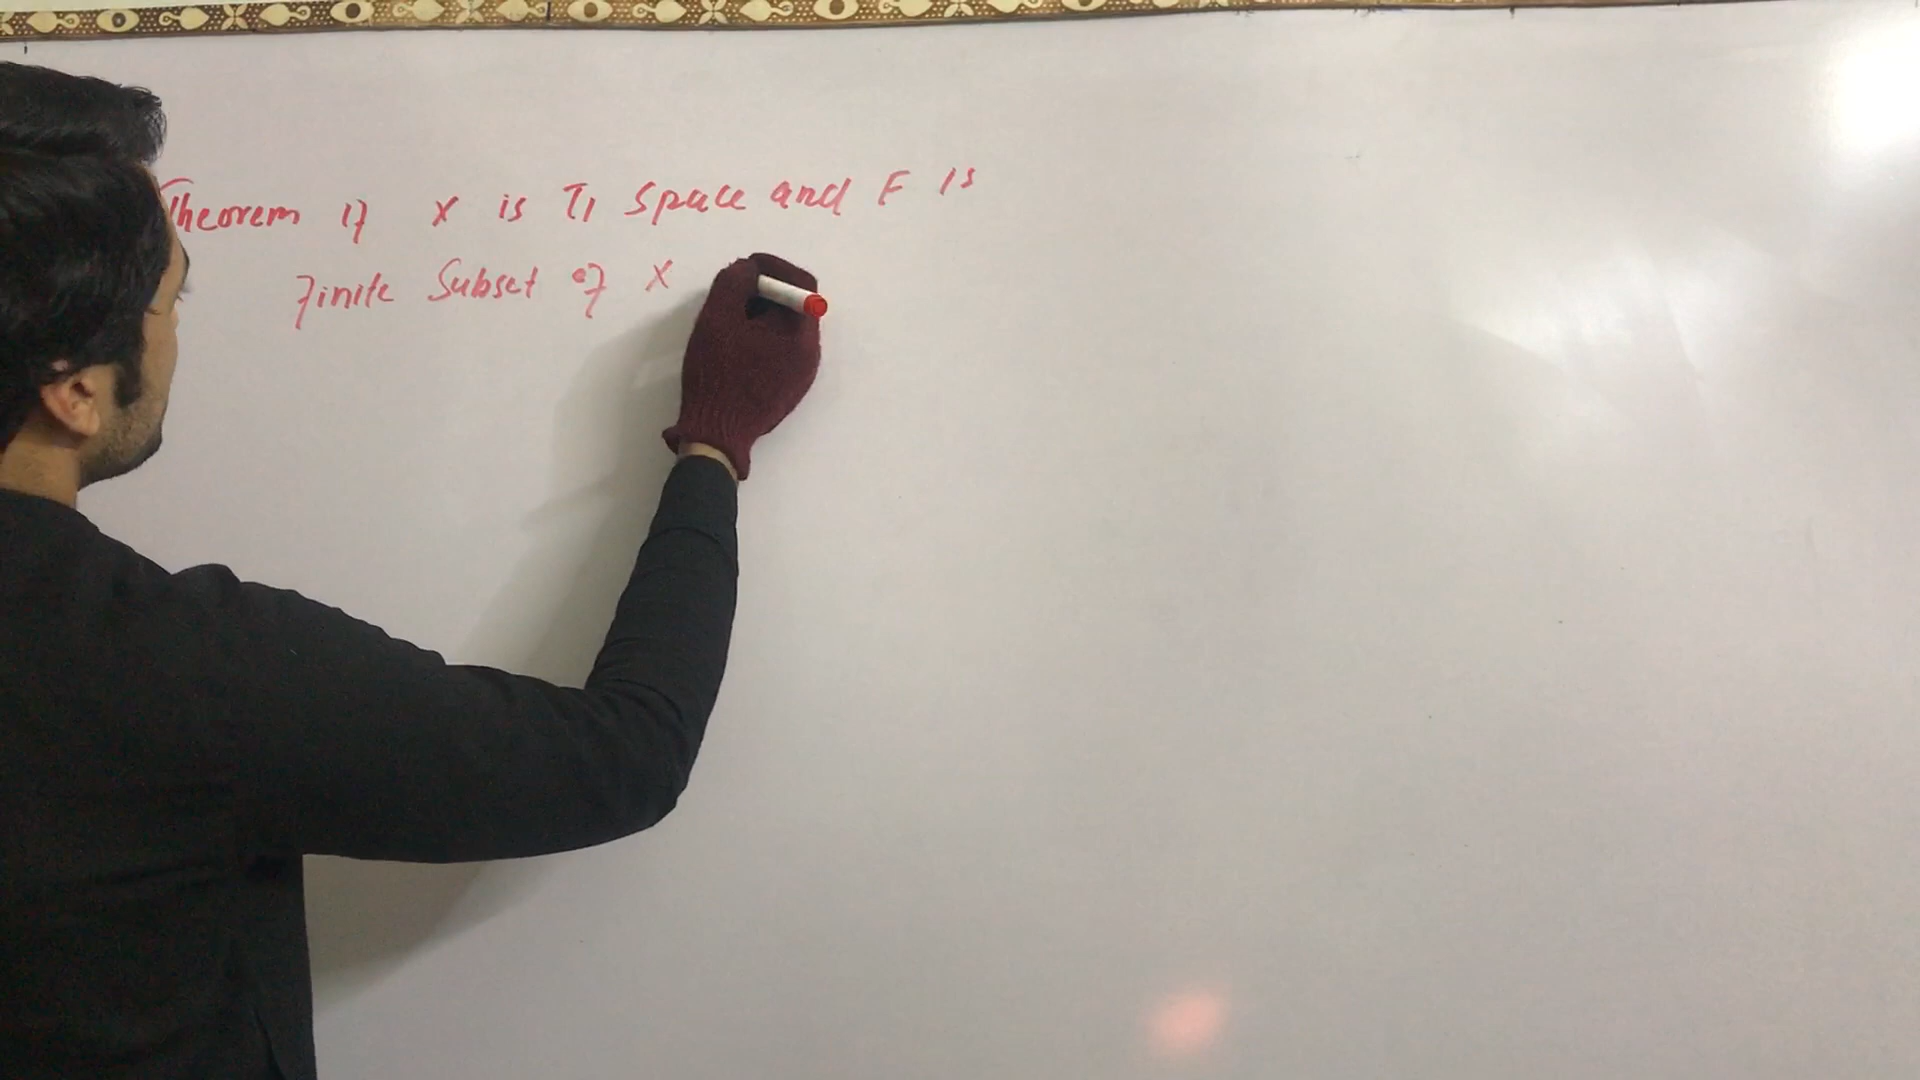 Theorem if X is T1 Space and F is
finite Subset of X